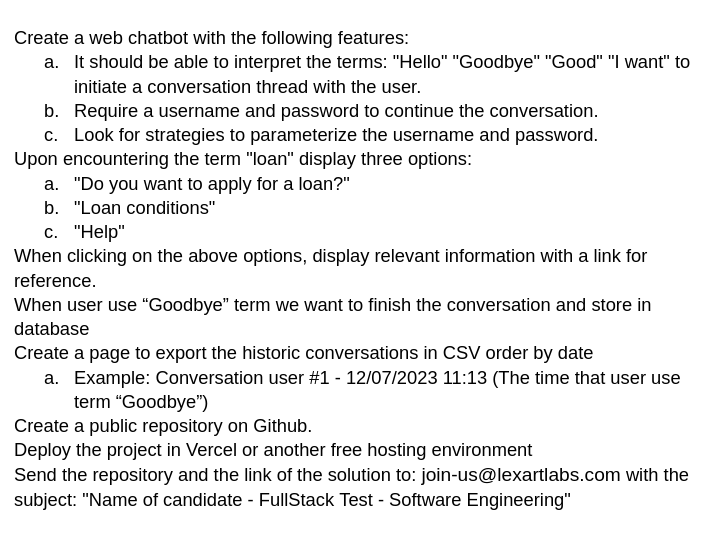 Create a web chatbot with the following features:
a. It should be able to interpret the terms: "Hello" "Goodbye" "Good" "I want" to
initiate a conversation thread with the user.
b. Require a username and password to continue the conversation.
c. Look for strategies to parameterize the username and password.
Upon encountering the term "loan" display three options:
a. "Do you want to apply for a loan?"
b. "Loan conditions"
c. "Help"
When clicking on the above options, display relevant information with a link for
reference.
When user use “Goodbye” term we want to finish the conversation and store in
database
Create a page to export the historic conversations in CSV order by date
a. Example: Conversation user #1 - 12/07/2023 11:13 (The time that user use
term “Goodbye”)
Create a public repository on Github.
Deploy the project in Vercel or another free hosting environment
Send the repository and the link of the solution to: join-us@lexartlabs.com with the
subject: "Name of candidate - FullStack Test - Software Engineering"